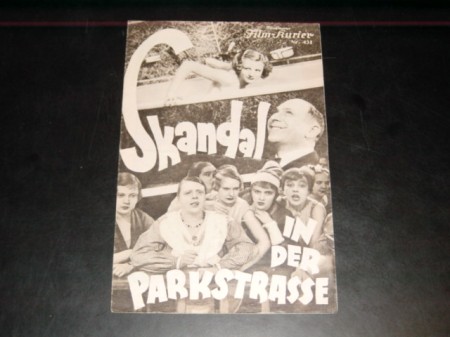 Film-Kurier
Skandal
IN
DER
PARKSTRASSE